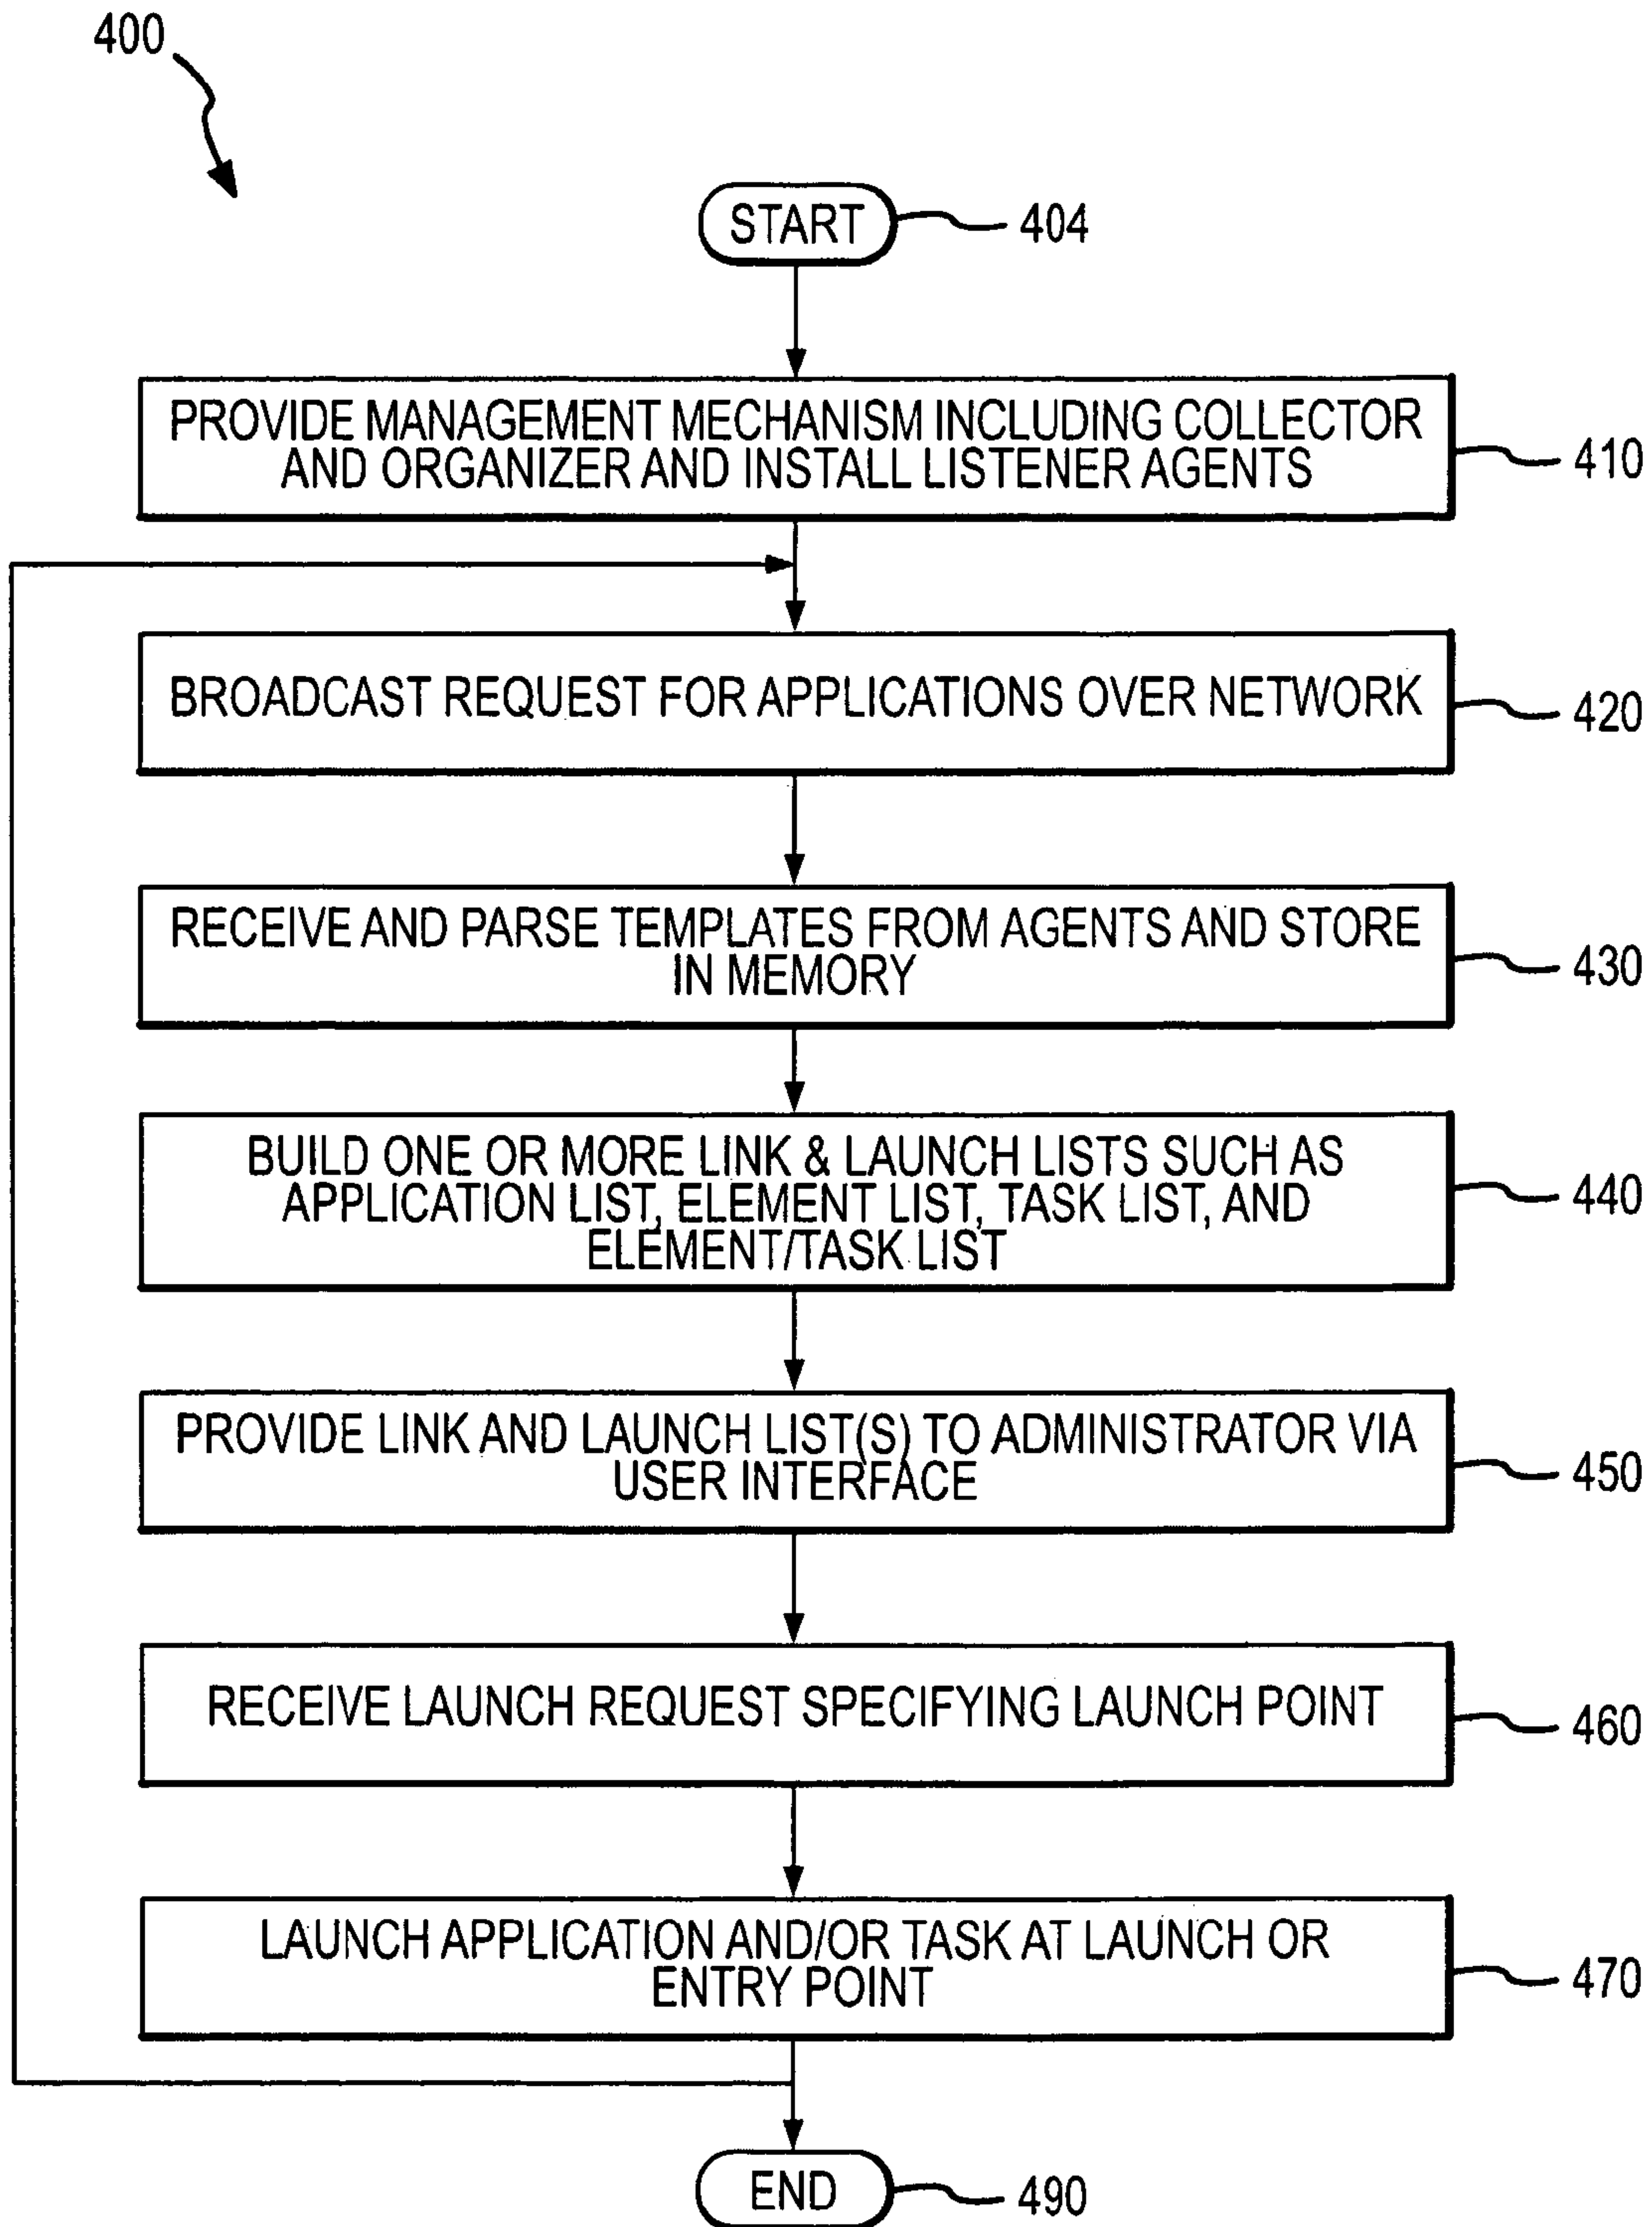 400
START
404
PROVIDE MANAGEMENT MECHANISM INCLUDING COLLECTOR
AND ORGANIZER AND INSTALL LISTENER AGENTS
410
BROADCAST REQUEST FOR APPLICATIONS OVER NETWORK
420
RECEIVE AND PARSE TEMPLATES FROM AGENTS AND STORE
IN MEMORY
430
BUILD ONE OR MORE LINK & LAUNCH LISTS SUCH AS
APPLICATION LIST, ELEMENT LIST, TASK LIST, AND
ELEMENT/TASK LIST
440
PROVIDE LINK AND LAUNCH LIST(S) TO ADMINISTRATOR VIA
USER INTERFACE
450
RECEIVE LAUNCH REQUEST SPECIFYING LAUNCH POINT
460
LAUNCH APPLICATION AND/OR TASK AT LAUNCH OR
ENTRY POINT
470
END
490